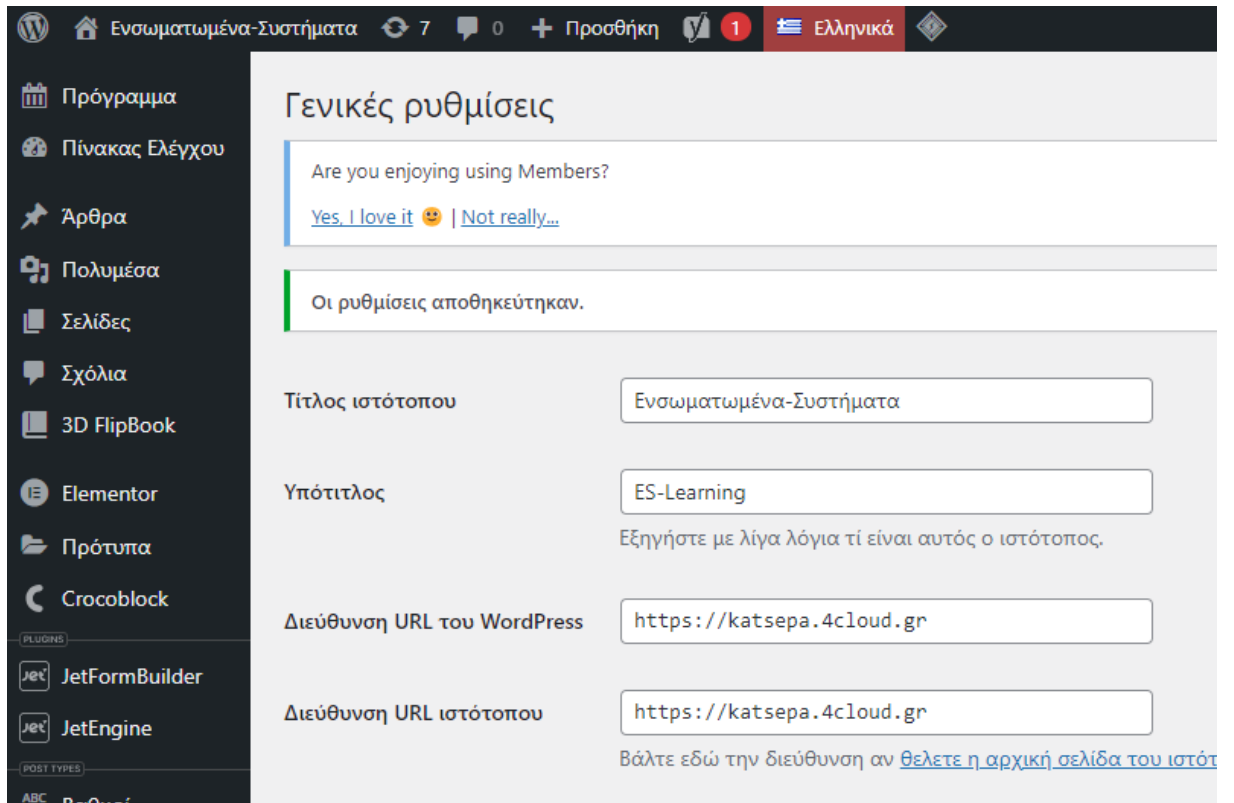 Ενσωματωμένα-Συστήματα 7 0 + Προσθήκη 1 Ελληνικά
Πρόγραμμα
Πίνακας Ελέγχου
Άρθρα
Πολυμέσα
Σελίδες
Σχόλια
3D FlipBook
Elementor
Πρότυπα
Crocoblock
PLUGINS
JetFormBuilder
JetEngine
POST TYPES
ABC
Γενικές ρυθμίσεις
Are you enjoying using Members?
Yes, I love it 🙂 | Not really...
Οι ρυθμίσεις αποθηκεύτηκαν.
Τίτλος ιστότοπου
Ενσωματωμένα-Συστήματα
Υπότιτλος
ES-Learning
Εξηγήστε με λίγα λόγια τί είναι αυτός ο ιστότοπος.
Διεύθυνση URL του WordPress
https://katsepa.4cloud.gr
Διεύθυνση URL ιστότοπου
https://katsepa.4cloud.gr
Βάλτε εδώ την διεύθυνση αν θελετε η αρχική σελίδα του ιστότ